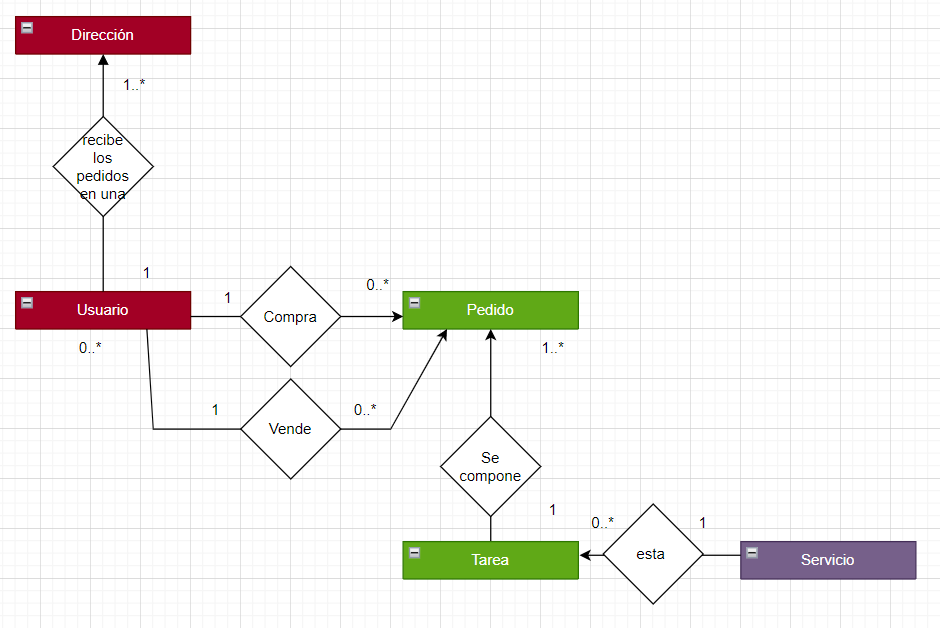 Dirección
1..*
recibe
los
pedidos
en una
1
Usuario
0..*
1
Compra
0..*
Pedido
1..*
1
Vende
0..*
Se
compone
1
Tarea
0..*
esta
1
Servicio